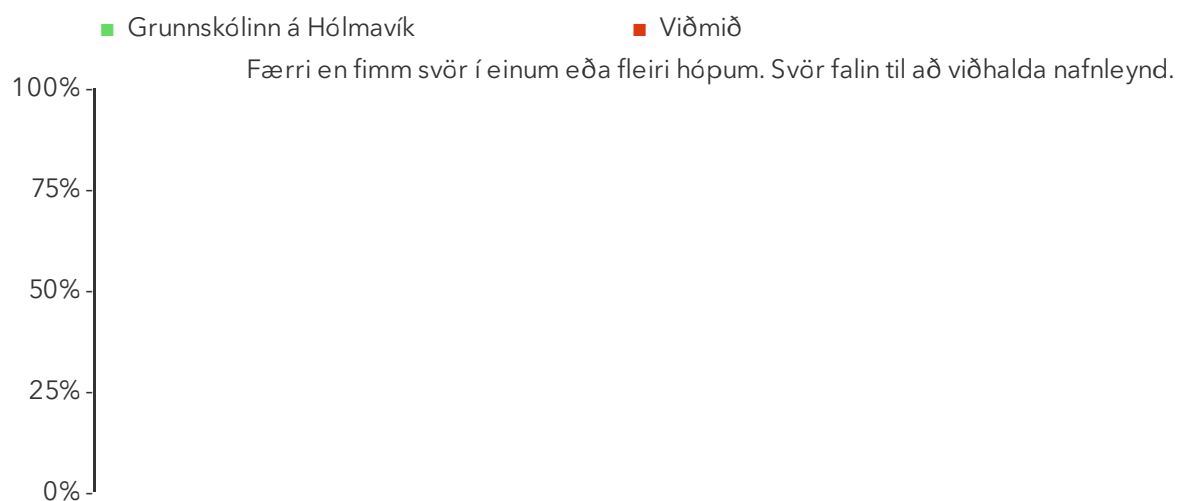 Grunnskólinn á Hólmavík Viðmið
Færri en fimm svör í einum eða fleiri hópum. Svör falin til að viðhalda nafnleynd.
100%
75%
50%
25%
0%